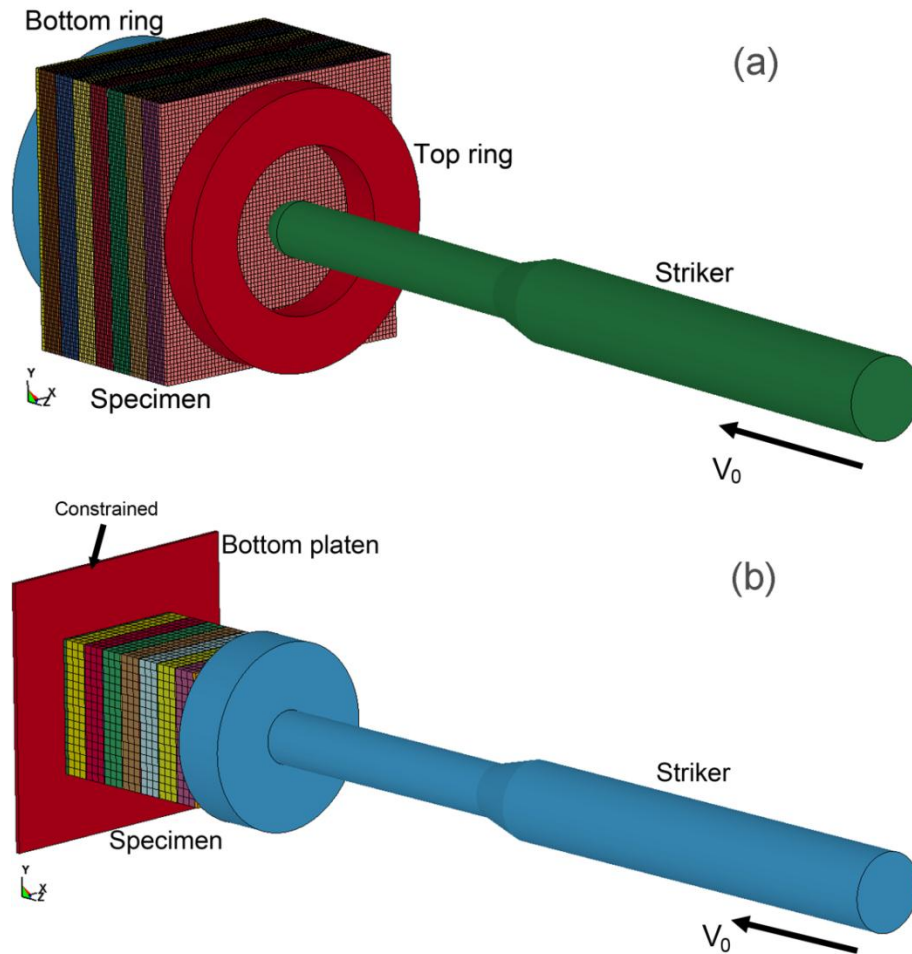 Bottom ring
(a)
Top ring
Striker
Specimen
Y
X
Z
V₀
Constrained
Bottom platen
(b)
Striker
Specimen
Y
X
Z
V₀